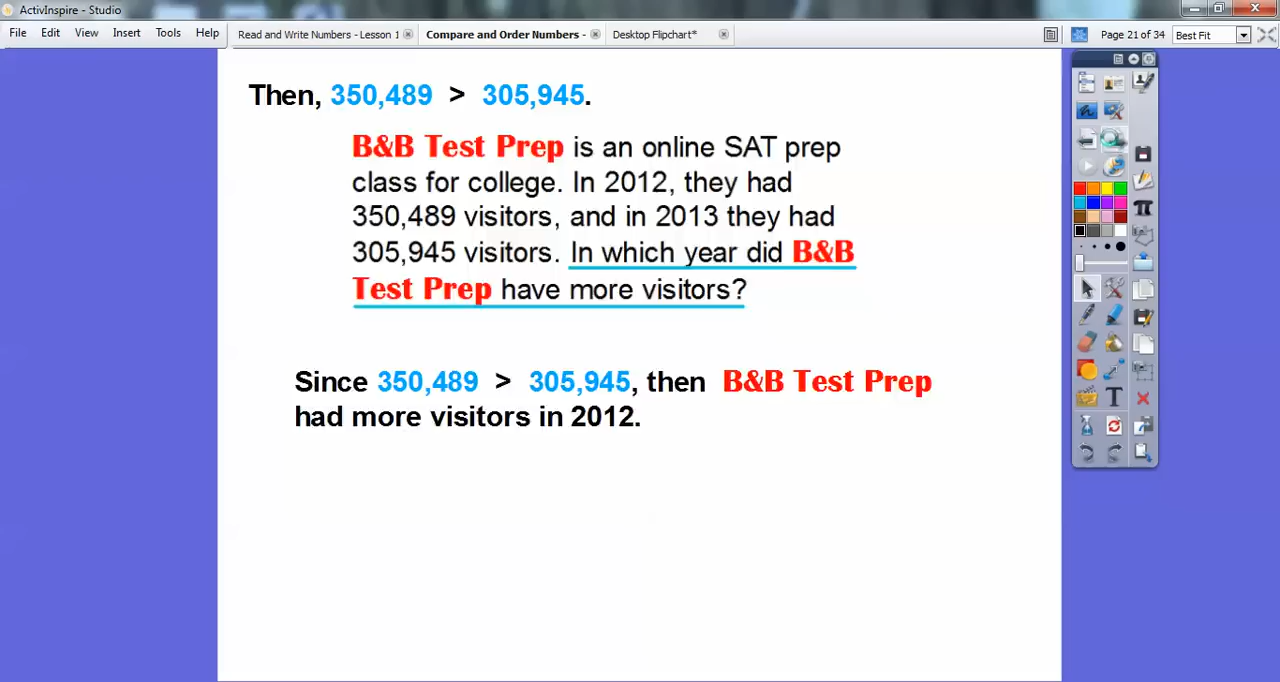 ActivInspire - Studio
File Edit View Insert Tools Help
Read and Write Numbers - Lesson 1 Compare and Order Numbers - Desktop Flipchart*
Page 21 of 34 Best Fit
Then, 350,489 > 305,945.
B&B Test Prep is an online SAT prep
class for college. In 2012, they had
350,489 visitors, and in 2013 they had
305,945 visitors. In which year did B&B
Test Prep have more visitors?
Since 350,489 > 305,945, then B&B Test Prep
had more visitors in 2012.